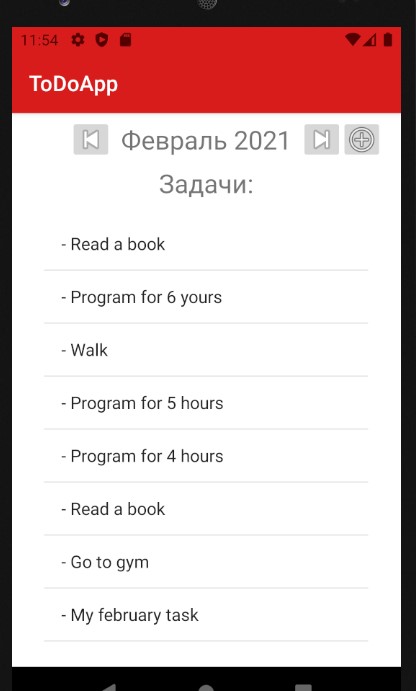 11:54
ToDoApp
Февраль 2021
Задачи:
- Read a book
- Program for 6 yours
- Walk
- Program for 5 hours
- Program for 4 hours
- Read a book
- Go to gym
- My february task